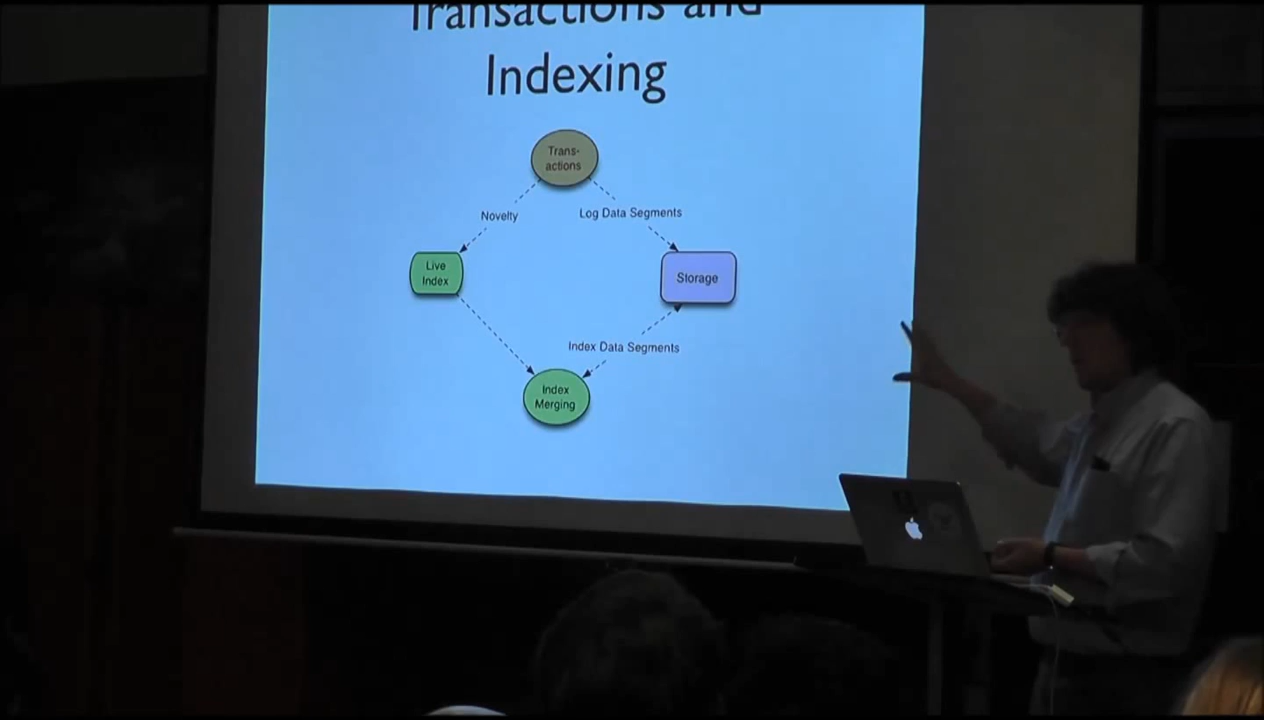 Transactions and
Indexing
Trans-
actions
Novelty
Log Data Segments
Live
Index
Storage
Index Data Segments
Index
Merging